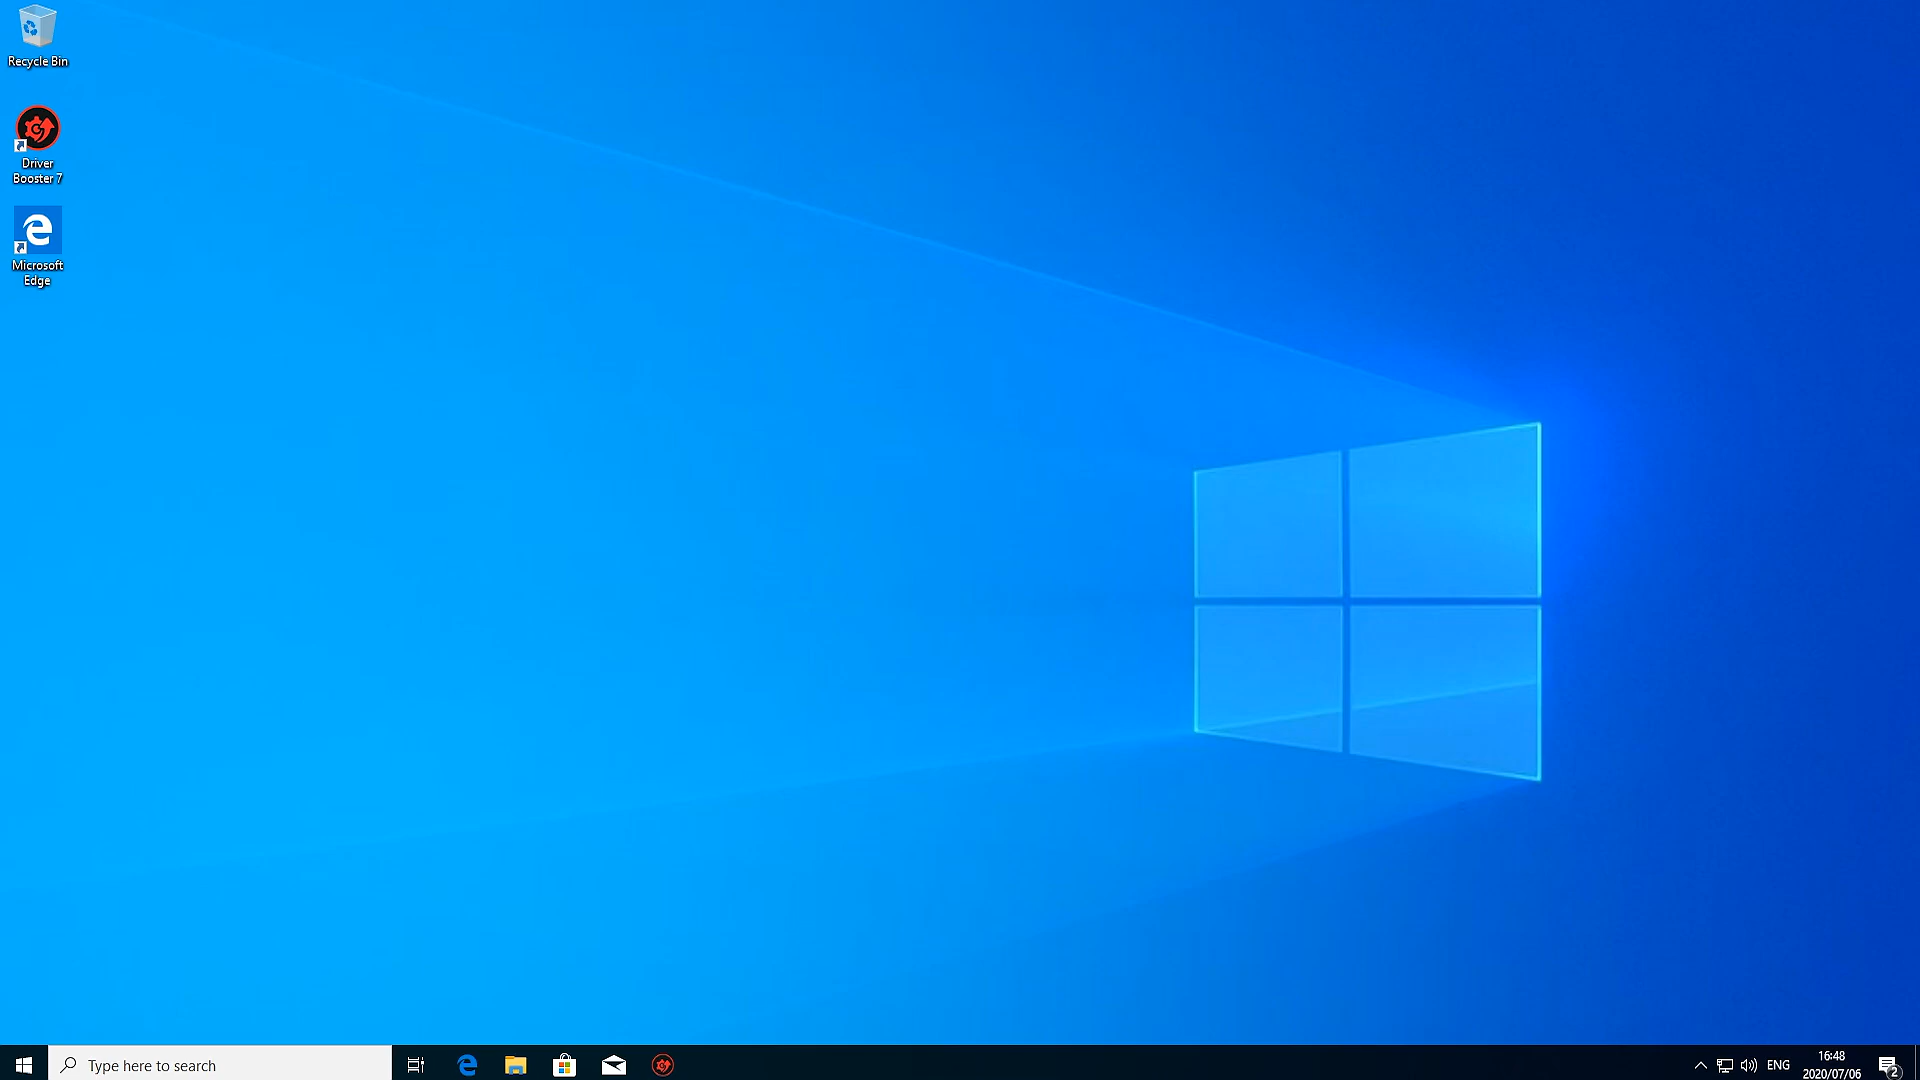 Recycle Bin
Driver
Booster 7
Microsoft
Edge
Type here to search
ENG
16:48
2020/07/06
2